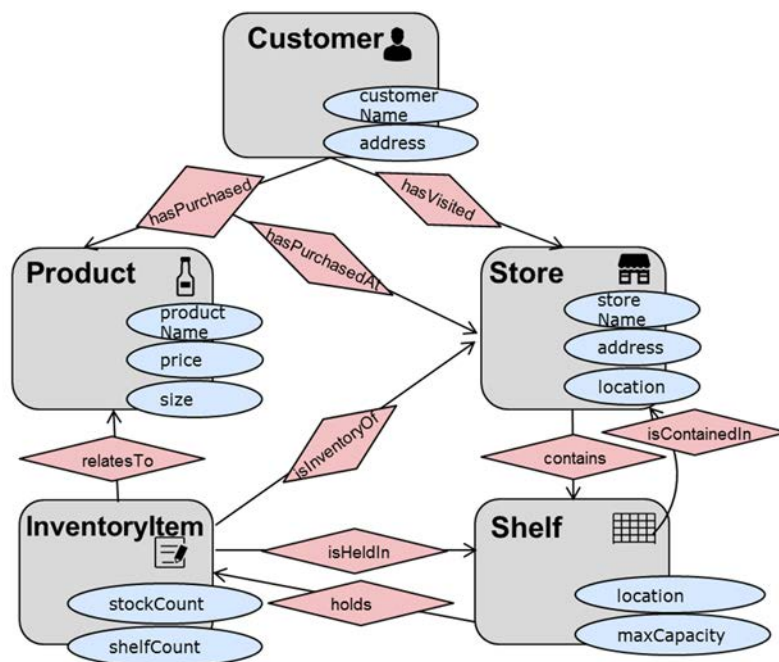 Customer
customer
Name
address
hasPurchased
hasVisited
hasPurchasedAt
Product
product
Name
price
size
Store
store
Name
address
location
relatesTo
isInventoryOf
contains
isContainedIn
InventoryItem
stockCount
shelfCount
isHeldIn
holds
Shelf
location
maxCapacity